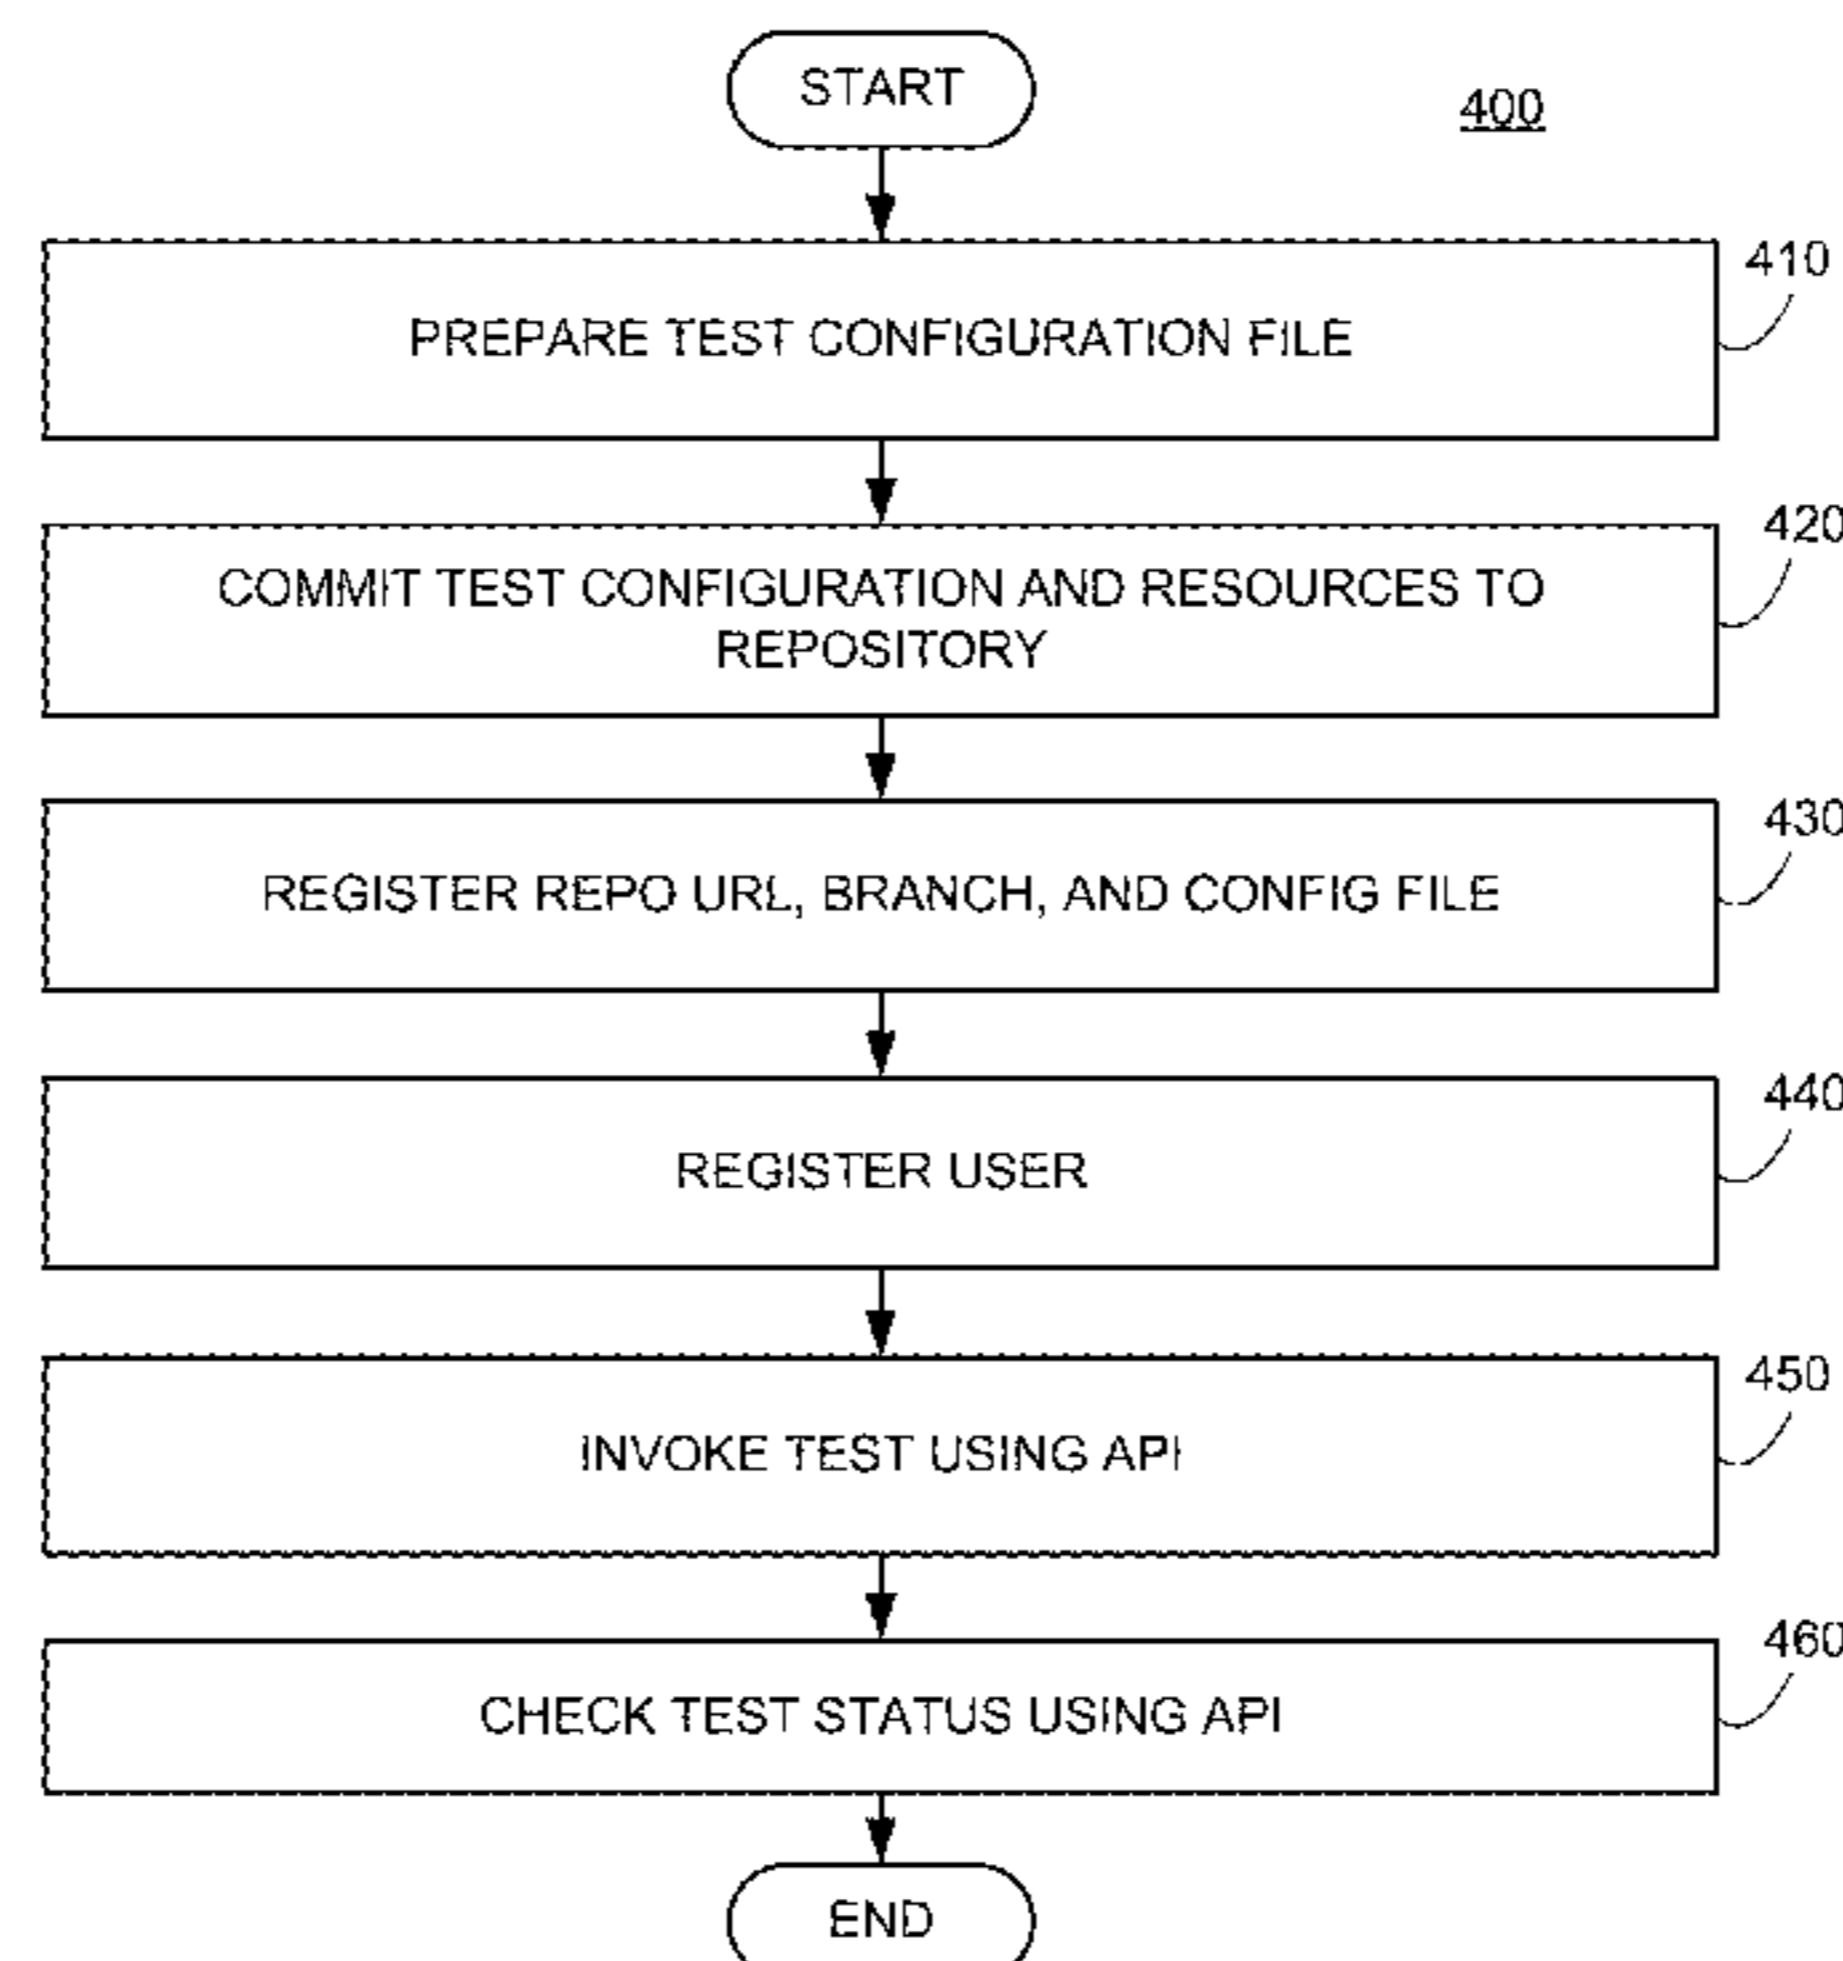 START
400
410
PREPARE TEST CONFIGURATION FILE
420
COMMIT TEST CONFIGURATION AND RESOURCES TO
REPOSITORY
430
REGISTER REPO URL, BRANCH, AND CONFIG FILE
440
REGISTER USER
450
INVOKE TEST USING API
460
CHECK TEST STATUS USING API
END